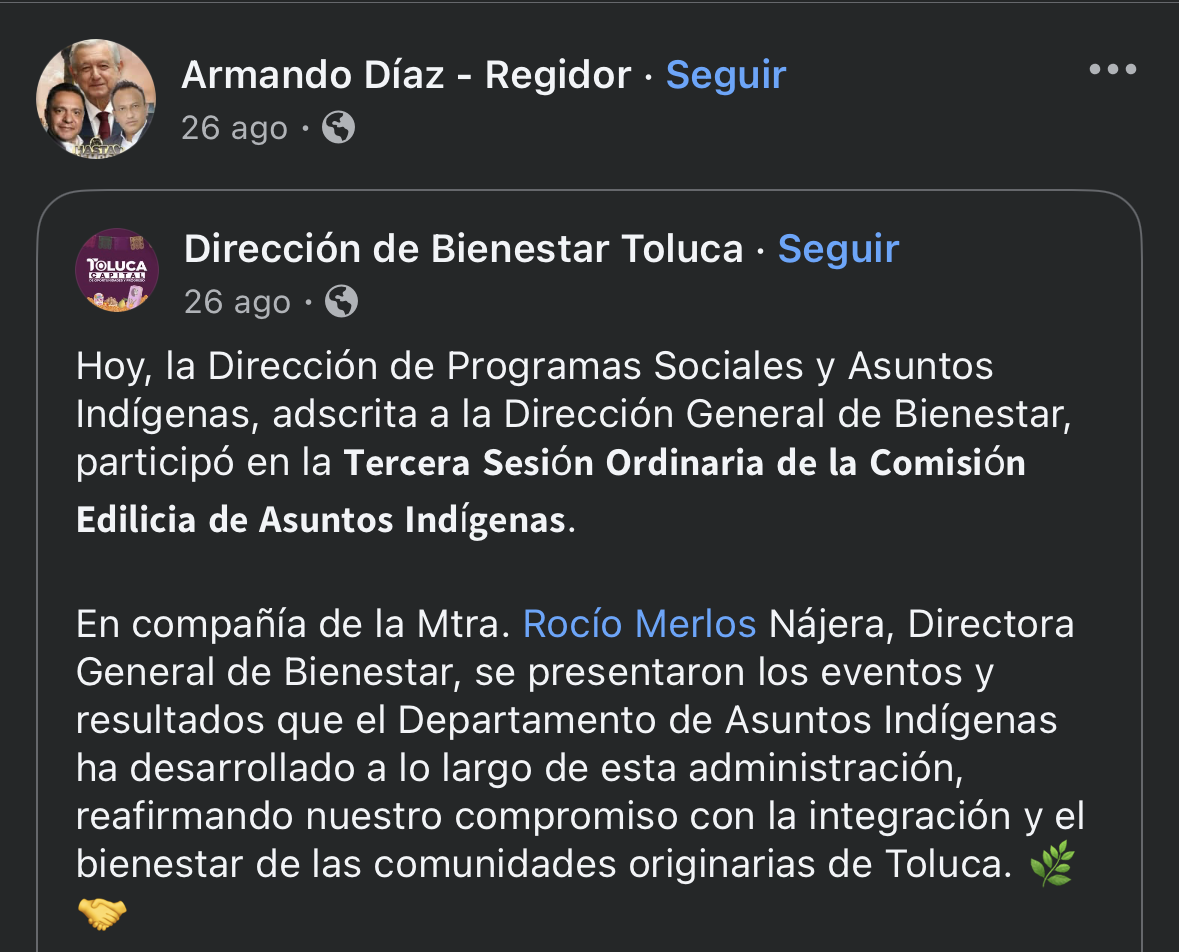 Armando Díaz - Regidor · Seguir
26 ago ·
HASTA
Dirección de Bienestar Toluca · Seguir
26 ago ·
TOLUCA
CAPITAL
Hoy, la Dirección de Programas Sociales y Asuntos
Indígenas, adscrita a la Dirección General de Bienestar,
participó en la Tercera Sesión Ordinaria de la Comisión
Edilicia de Asuntos Indígenas.
En compañía de la Mtra. Rocío Merlos Nájera, Directora
General de Bienestar, se presentaron los eventos y
resultados que el Departamento de Asuntos Indígenas
ha desarrollado a lo largo de esta administración,
reafirmando nuestro compromiso con la integración y el
bienestar de las comunidades originarias de Toluca. 🌿
🤝